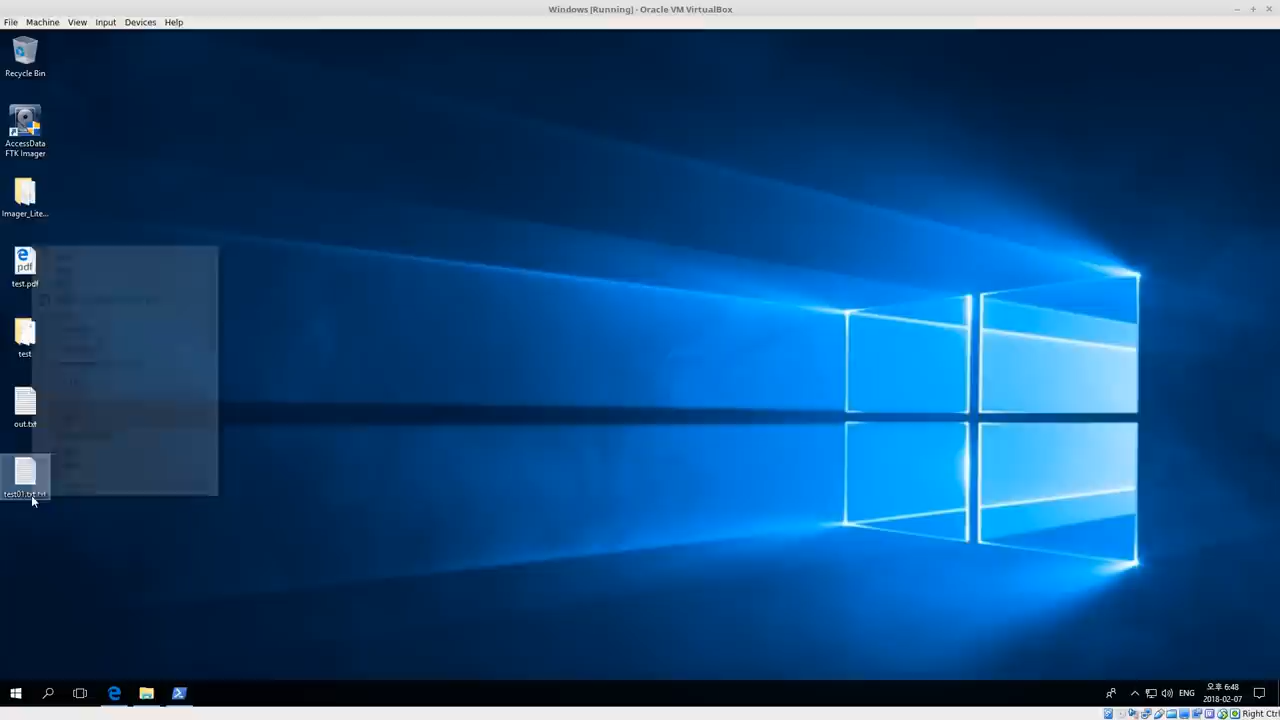 Windows [Running] - Oracle VM VirtualBox
File Machine View Input Devices Help
Recycle Bin
AccessData
FTK Imager
Imager_Lite...
pdf
test.pdf
test
out.txt
test01.txt.txt
ENG
오후 6:48
2018-02-07
Right Ctrl